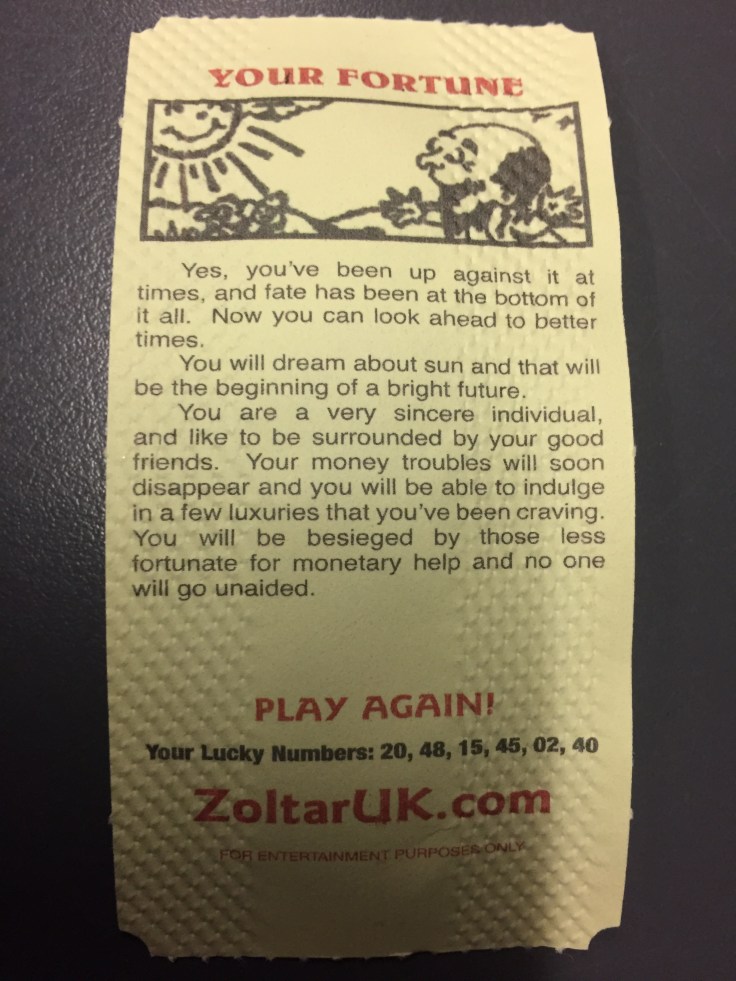 YOUR FORTUNE
Yes, you've been up against it at
times, and fate has been at the bottom of
it all. Now you can look ahead to better
times.
You will dream about sun and that will
be the beginning of a bright future.
You are a very sincere individual,
and like to be surrounded by your good
friends. Your money troubles will soon
disappear and you will be able to indulge
in a few luxuries that you've been craving.
You will be besieged by those less
fortunate for monetary help and no one
will go unaided.
PLAY AGAIN!
Your Lucky Numbers: 20, 48, 15, 45, 02, 40
ZoltarUK.com
FOR ENTERTAINMENT PURPOSES ONLY